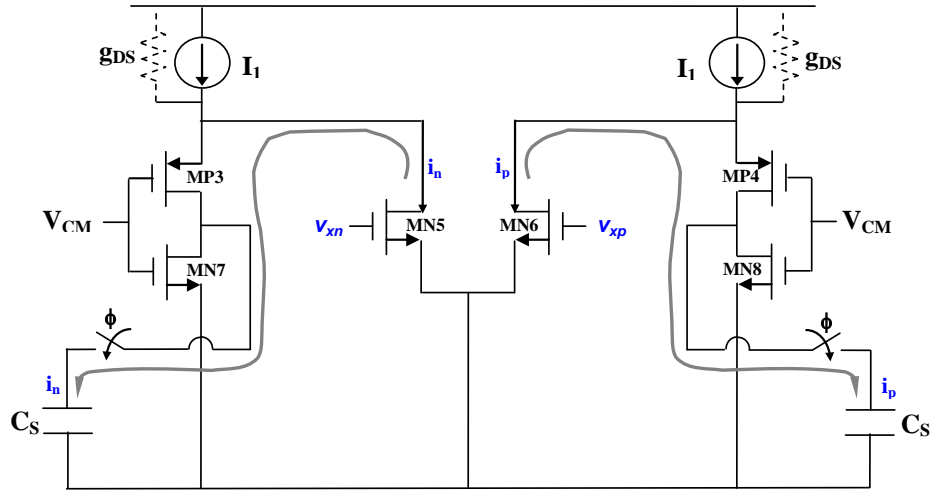 gDS
I1
I1
gDS
in
ip
MP3
MP4
VCM
Vxn
MN5
MN6
Vxp
VCM
MN7
MN8
ϕ
ϕ
in
ip
CS
CS